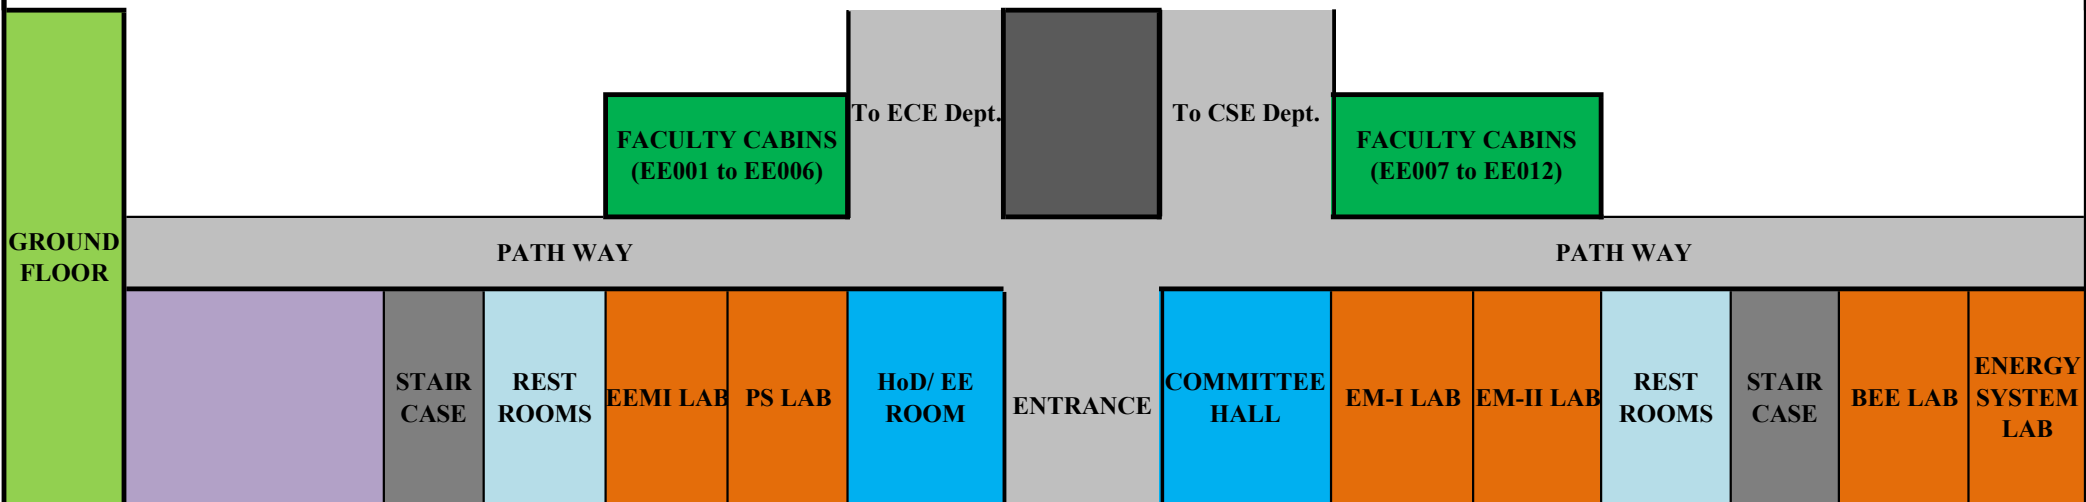 To ECE Dept.
To CSE Dept.
FACULTY CABINS
(EE001 to EE006)
FACULTY CABINS
(EE007 to EE012)
GROUND
FLOOR
PATH WAY
PATH WAY
STAIR
CASE
REST
ROOMS
EEMI LAB
PS LAB
HoD/ EE
ROOM
ENTRANCE
COMMITTEE
HALL
EM-I LAB
EM-II LAB
REST
ROOMS
STAIR
CASE
BEE LAB
ENERGY
SYSTEM
LAB